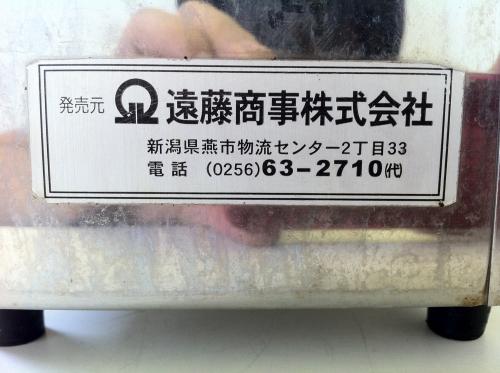 発売元 遠藤商事株式会社
新潟県燕市物流センター2丁目33
電話 (0256)63-2710㈹